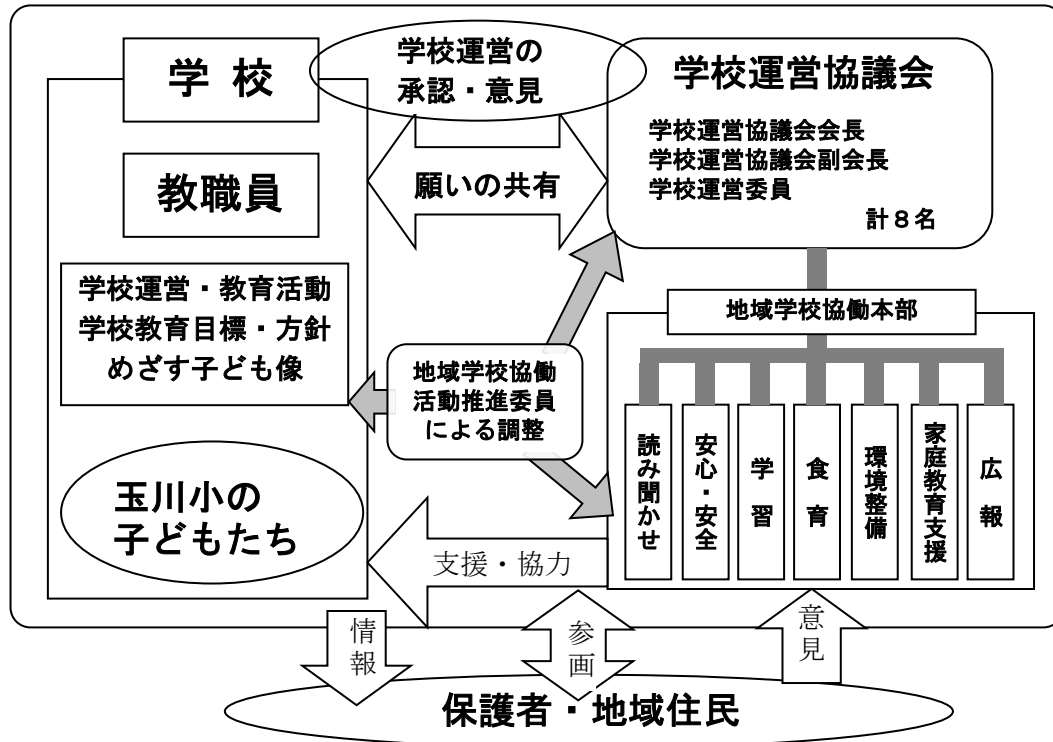 学校
学校運営の
承認・意見
学校運営協議会
学校運営協議会会長
学校運営協議会副会長
学校運営委員
計８名
教職員
願いの共有
学校運営・教育活動
学校教育目標・方針
めざす子ども像
地域学校協働
活動推進委員
による調整
地域学校協働本部
読み聞かせ
安心・安全
学習
食育
環境整備
家庭教育支援
広報
玉川小の
子どもたち
支援・協力
情報
参画
意見
保護者・地域住民